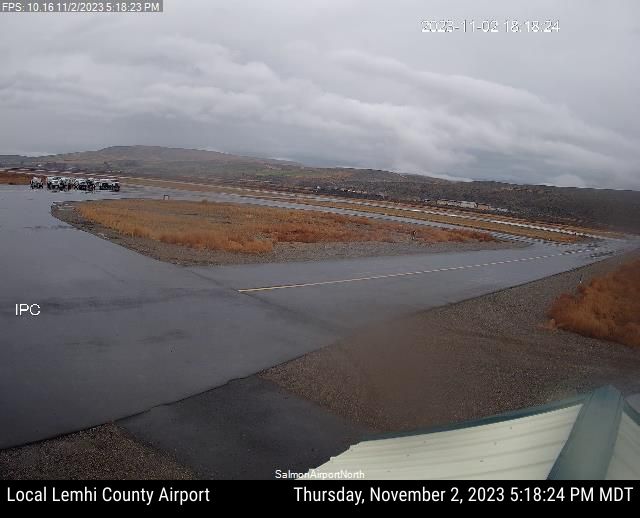 FPS: 10.16 11/2/2023 5:18:23 PM
2023-11-02 18:18:24
IPC
SalmonAirportNorth
Local Lemhi County Airport
Thursday, November 2, 2023 5:18:24 PM MDT